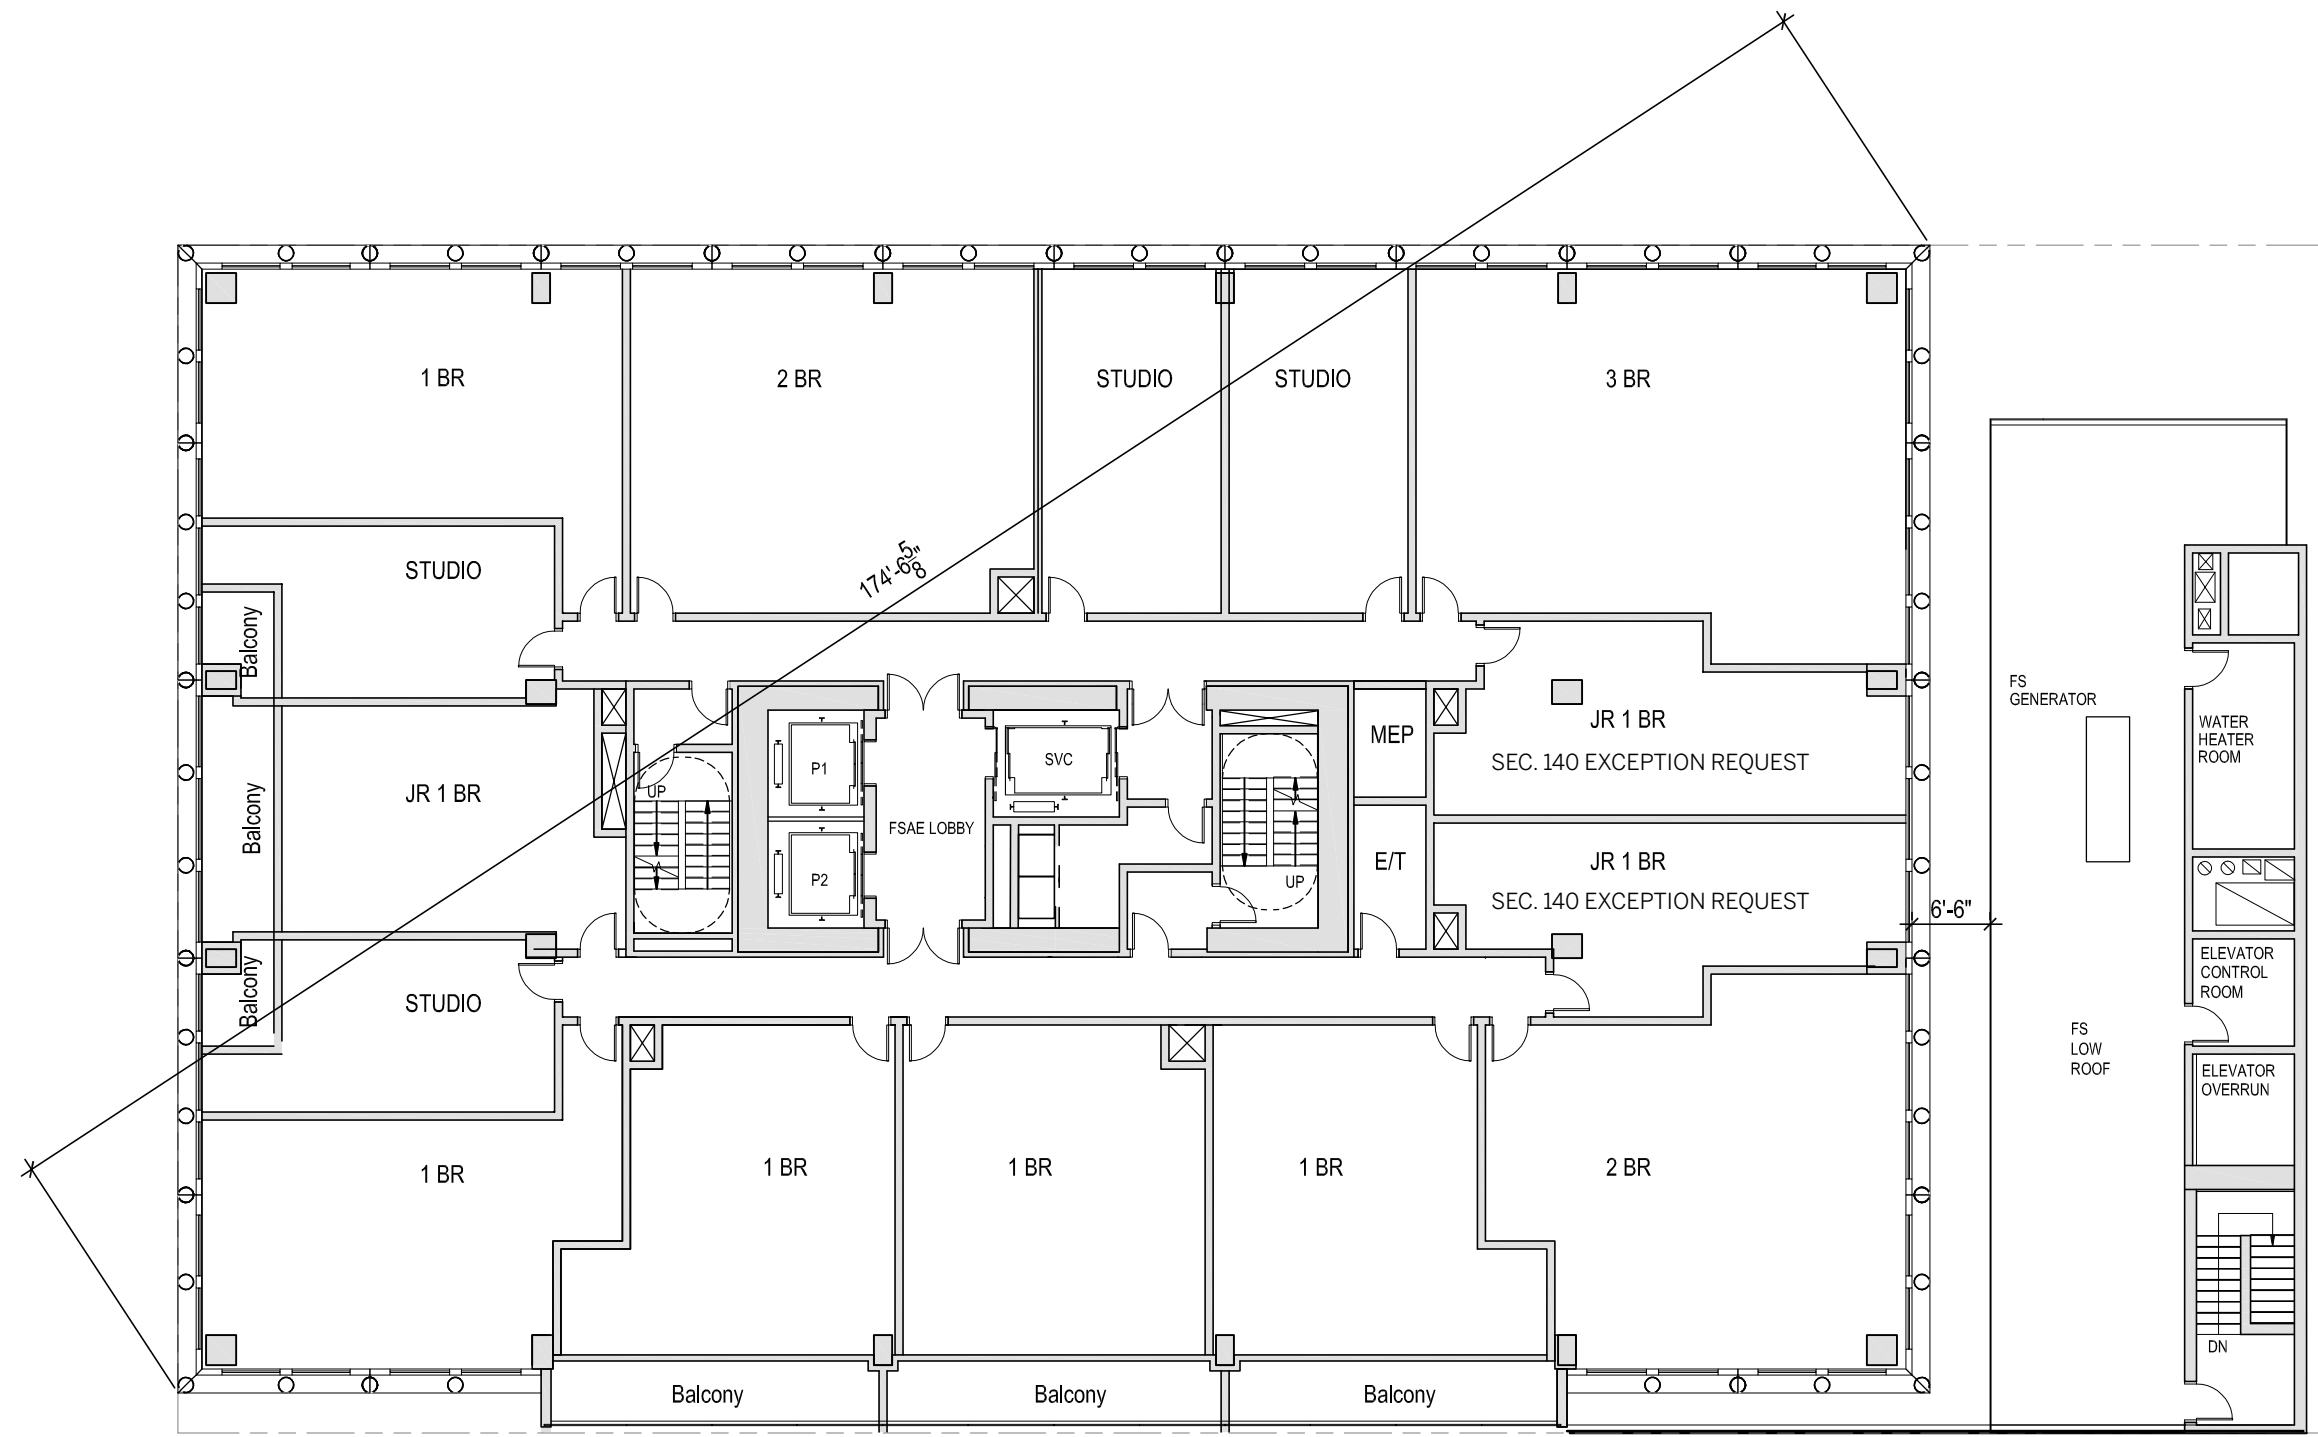 1 BR
2 BR
STUDIO
STUDIO
3 BR
STUDIO
174'-6 5/8"
Balcony
FS
GENERATOR
JR 1 BR
SEC. 140 EXCEPTION REQUEST
MEP
WATER
HEATER
ROOM
P1
SVC
UP
JR 1 BR
Balcony
FSAE LOBBY
E/T
JR 1 BR
SEC. 140 EXCEPTION REQUEST
P2
UP
6'-6"
Balcony
STUDIO
ELEVATOR
CONTROL
ROOM
FS
LOW
ROOF
ELEVATOR
OVERRUN
1 BR
1 BR
1 BR
1 BR
2 BR
DN
Balcony
Balcony
Balcony